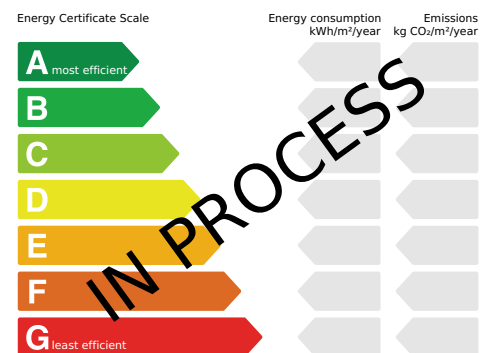 Energy Certificate Scale
Energy consumption
kWh/m²/year
Emissions
kg CO₂/m²/year
A most efficient
B
C
D
E
F
G least efficient
IN PROCESS